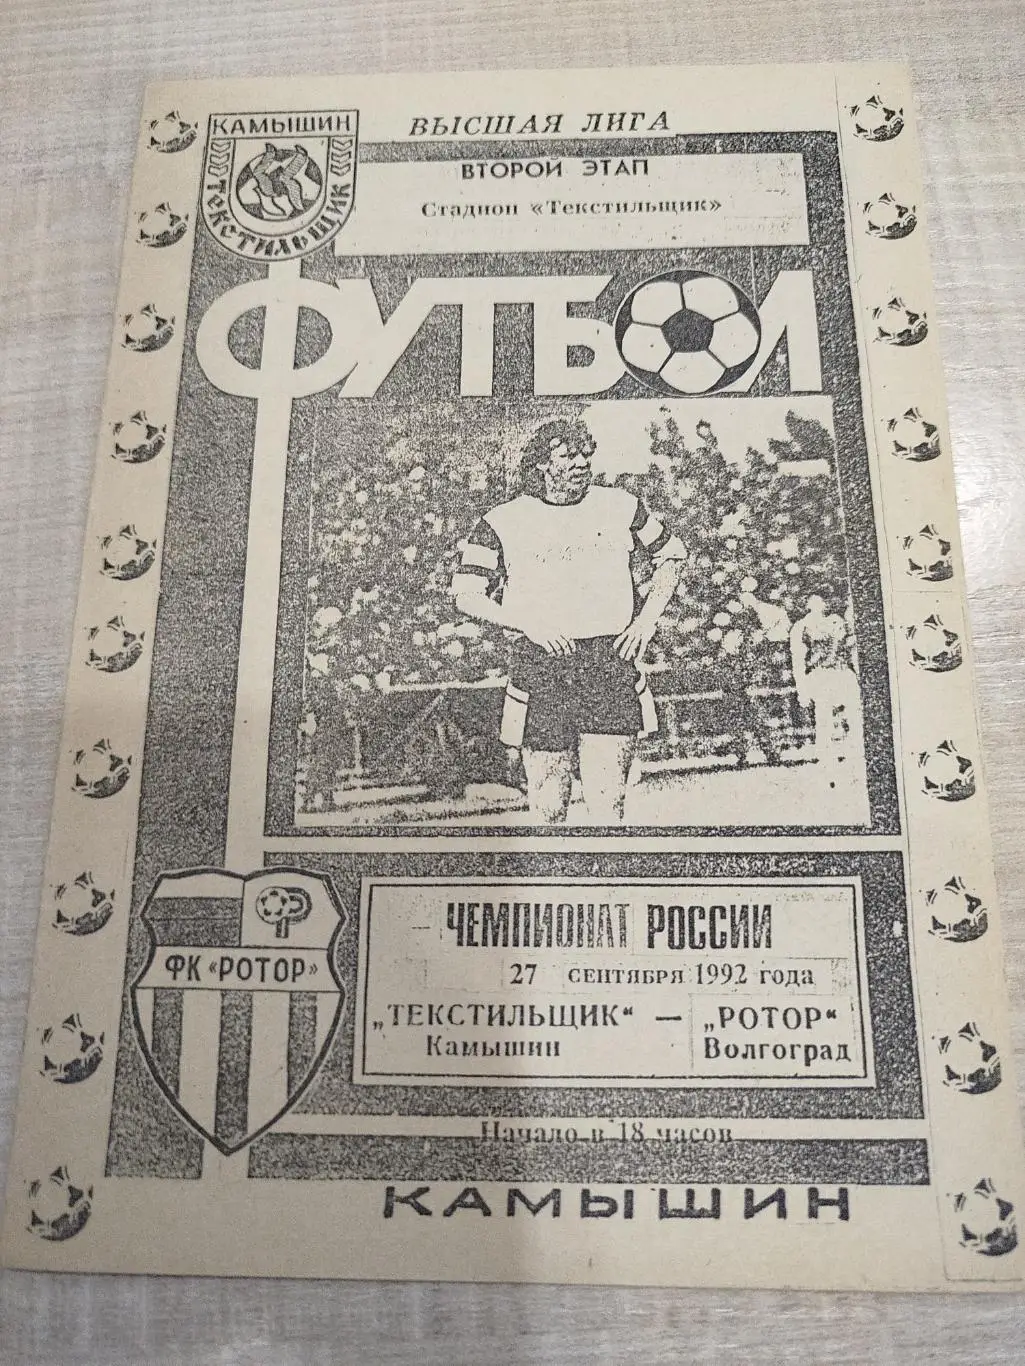 КАМЫШИН
ТЕКСТИЛЬЩИК
ВЫСШАЯ ЛИГА
ВТОРОЙ ЭТАП
Стадион «Текстильщик»
ФУТБОЛ
ФК «РОТОР»
ЧЕМПИОНАТ РОССИИ
27 СЕНТЯБРЯ 1992 года
„ТЕКСТИЛЬЩИК“ — „РОТОР“
Камышин Волгоград
Начало в 18 часов
КАМЫШИН